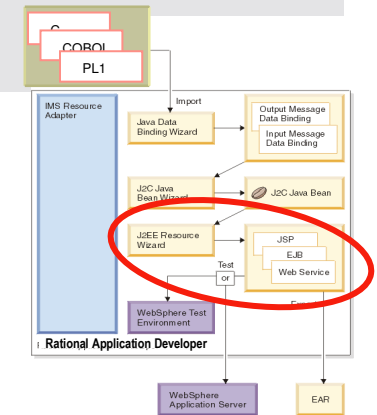 COBOL
PL1
IMS Resource
Adapter
Import
Java Data
Binding Wizard
Output Message
Data Binding
Input Message
Data Binding
J2C Java
Bean Wizard
J2C Java Bean
J2EE Resource
Wizard
JSP
EJB
Web Service
Test
or
WebSphere Test
Environment
Rational Application Developer
WebSphere
Application Server
EAR